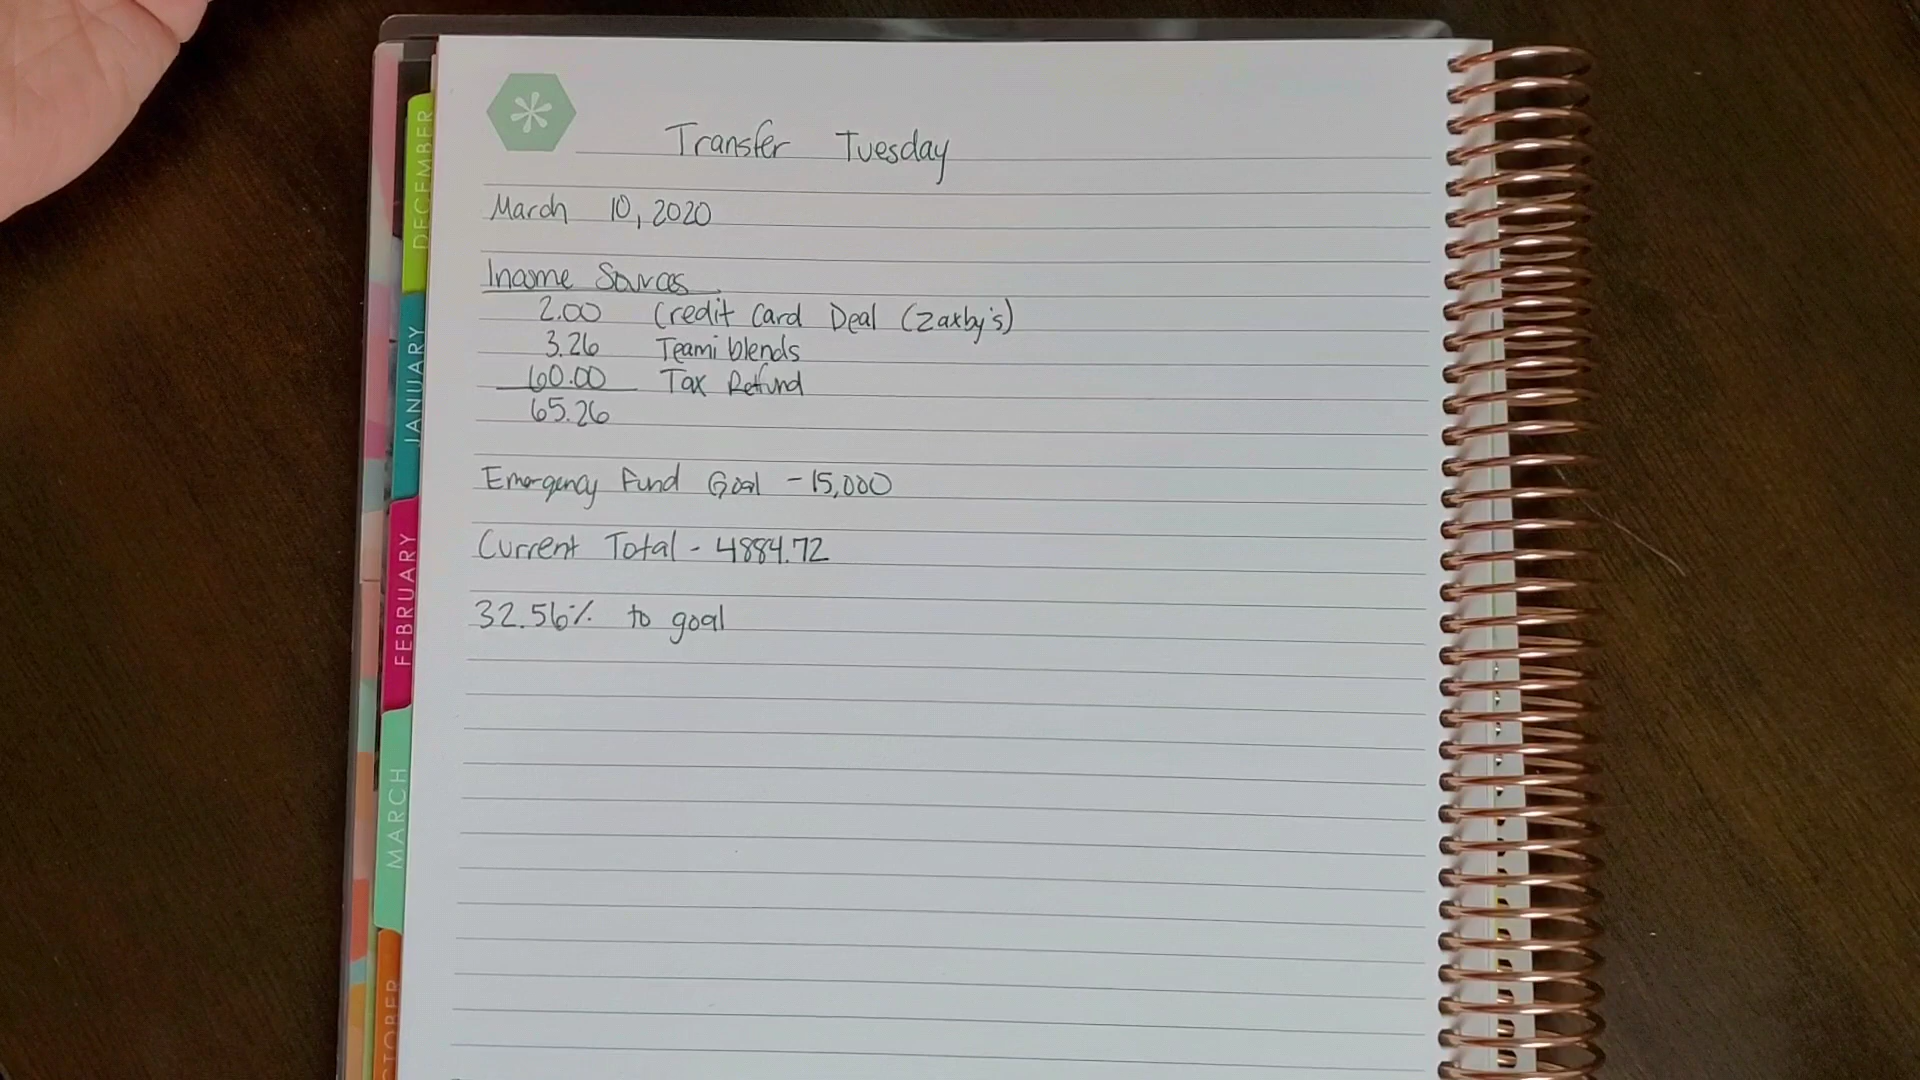 Transfer Tuesday
March 10, 2020
Income Sources
2.00 Credit Card Deal (Zaxby's)
3.26 Teami blends
60.00 Tax Refund
65.26
Emergency Fund Goal - 15,000
Current Total - 4884.72
32.56% to goal
DECEMBER
JANUARY
FEBRUARY
MARCH
CTOBER